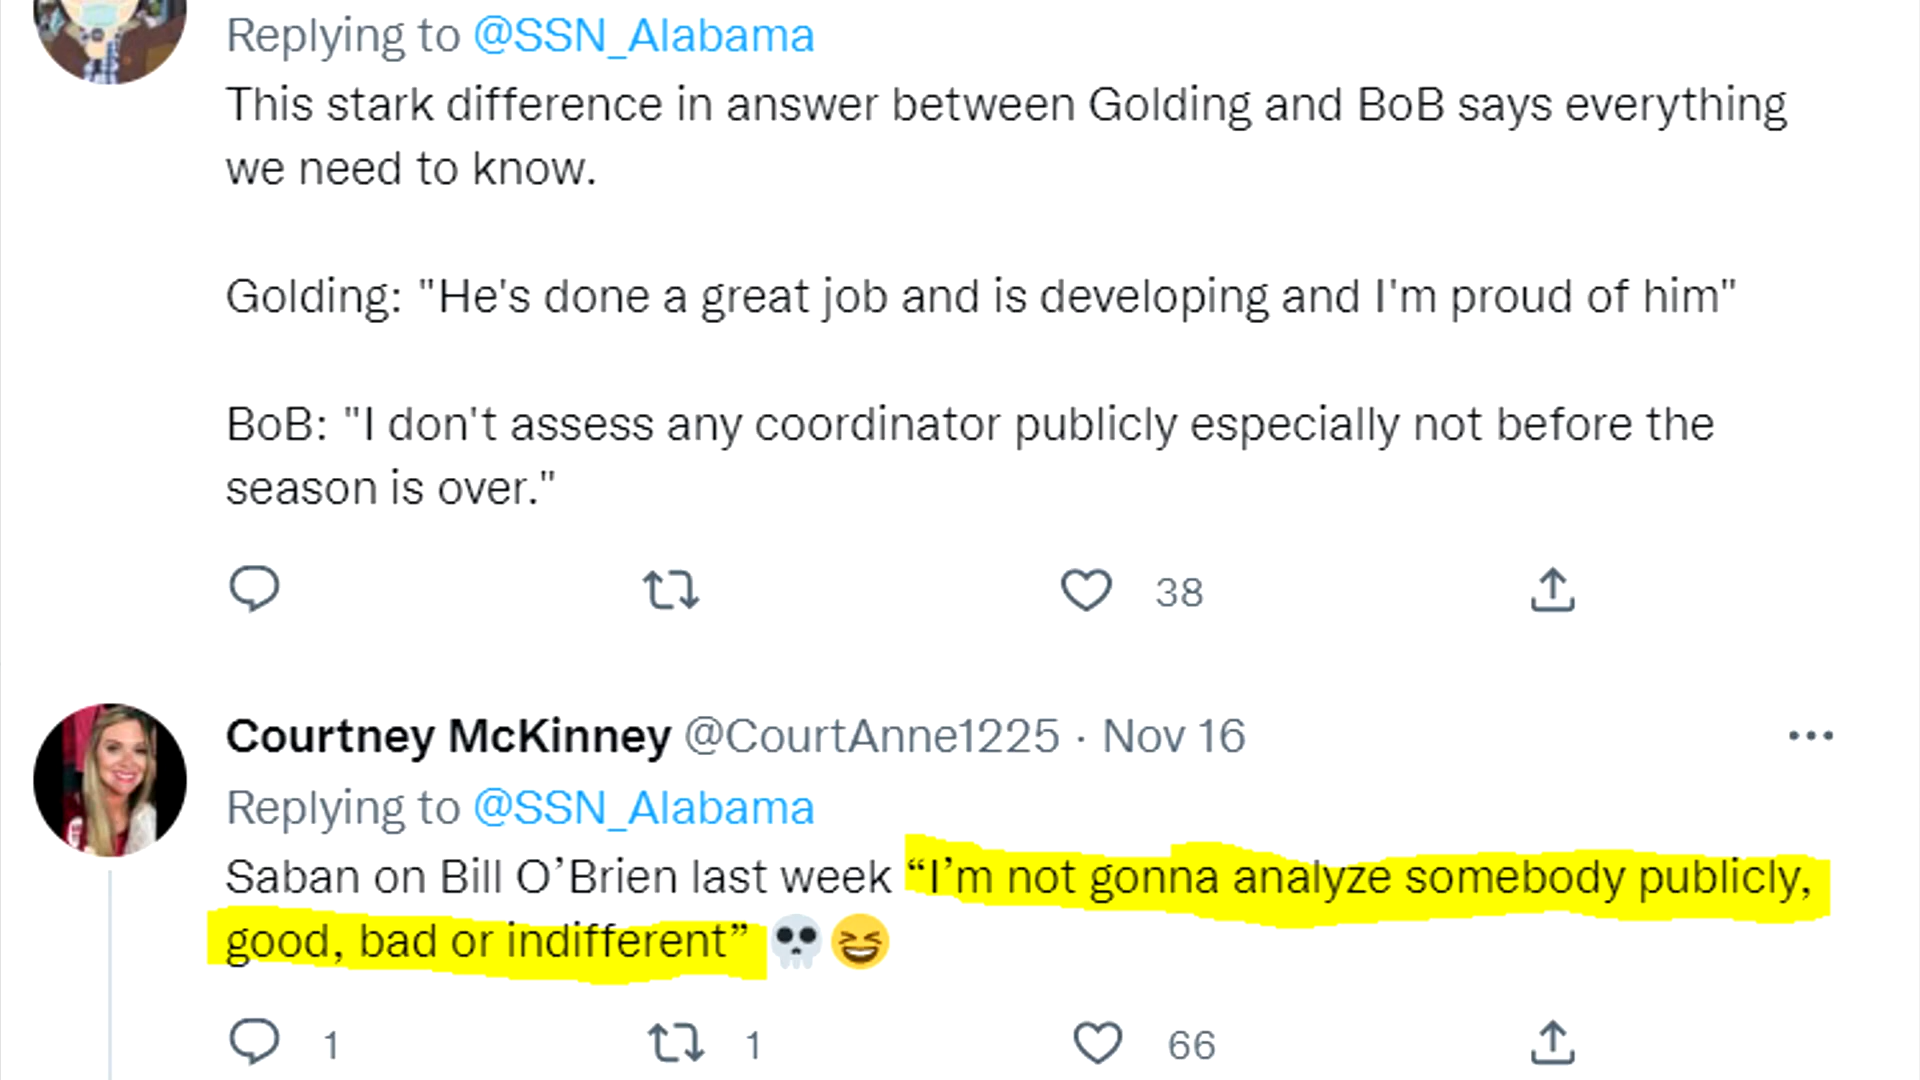 Replying to @SSN_Alabama
This stark difference in answer between Golding and BoB says everything
we need to know.
Golding: "He's done a great job and is developing and I'm proud of him"
BoB: "I don't assess any coordinator publicly especially not before the
season is over."
38
Courtney McKinney @CourtAnne1225 · Nov 16
Replying to @SSN_Alabama
Saban on Bill O’Brien last week “I’m not gonna analyze somebody publicly,
good, bad or indifferent” 💀😆
1 1 66